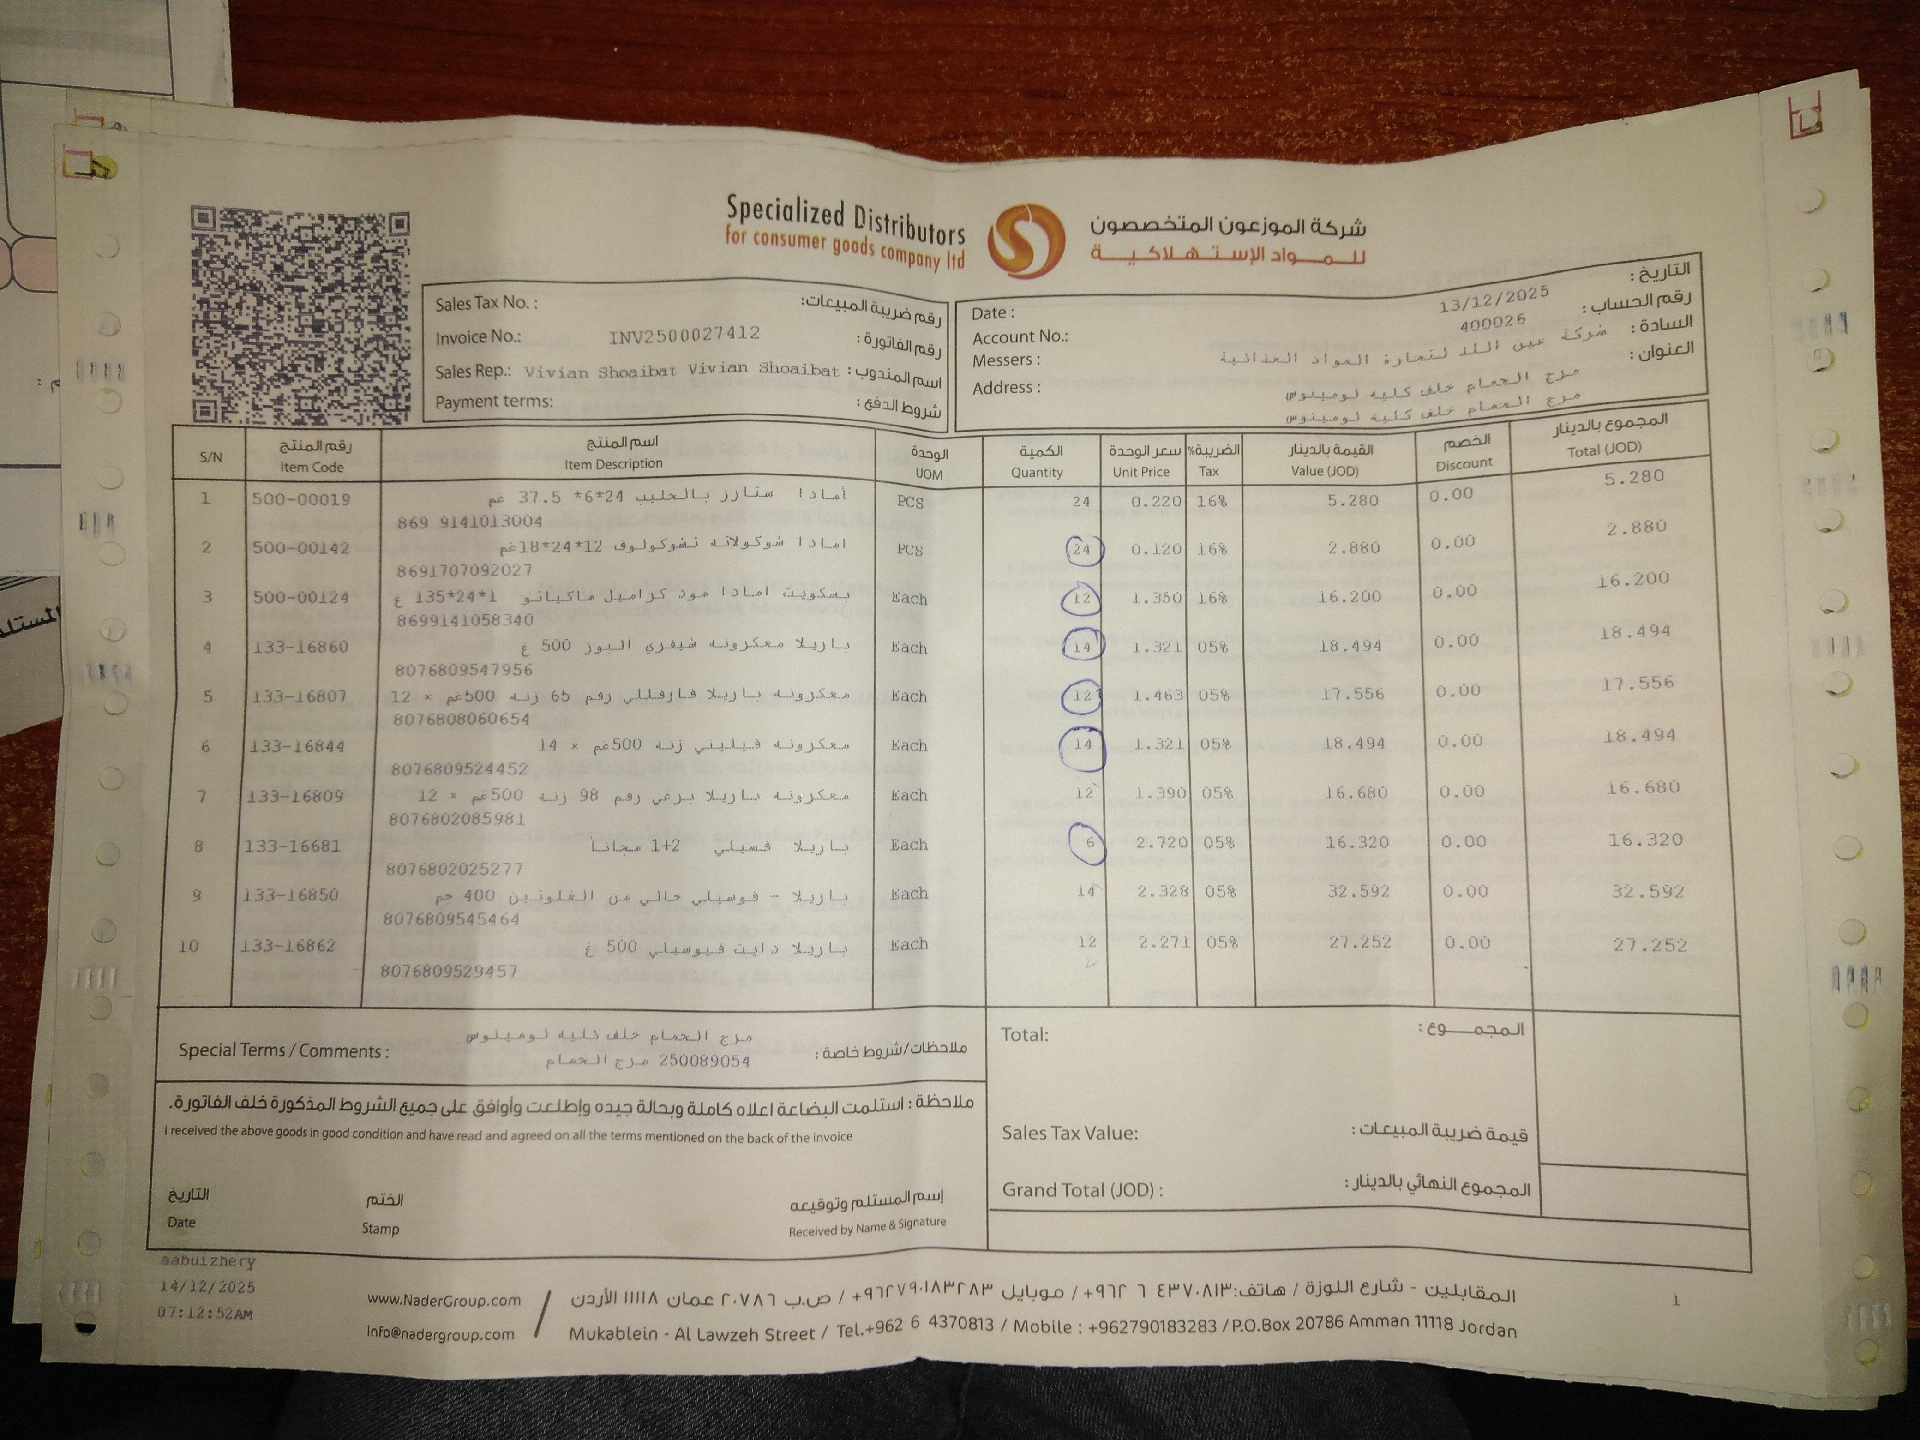 Specialized Distributors
for consumer goods company ltd
شركة الموزعون المتخصصون
للمواد الإستهلاكية
Sales Tax No. : رقم ضريبة المبيعات:
Invoice No.: INV2500027412 رقم الفاتورة:
Sales Rep.: Vivian Shoaibat Vivian Shoaibat اسم المندوب:
Payment terms: شروط الدفع:
Date : 13/12/2025 التاريخ:
Account No.: 400026 رقم الحساب:
Messers : شركة عين اللد لتجارة المواد الغذائية السادة:
Address : مرج الحمام خلف كلية لومينوس العنوان:
مرج الحمام خلف كلية لومينوس
S/N رقم المنتج اسم المنتج الوحدة الكمية سعر الوحدة الضريبة% القيمة بالدينار الخصم المجموع بالدينار
Item Code Item Description UOM Quantity Unit Price Tax Value (JOD) Discount Total (JOD)
1 500-00019 أمادا ستارز بالحليب 24*6* 37.5 غم PCS 24 0.220 16% 5.280 0.00 5.280
869 9141013004
2 500-00142 امادا شوكولاته نشوكولوف 12*24*18غم PCS 24 0.120 16% 2.880 0.00 2.880
8691707092027
3 500-00124 بسكويت امادا مود كراميل ماكياتو 1*24*135 غ Each 12 1.350 16% 16.200 0.00 16.200
8699141058340
4 133-16860 باريلا معكرونه شيفري البوز 500 غ Each 14 1.321 05% 18.494 0.00 18.494
8076809547956
5 133-16807 معكرونه باريلا فارفللي رقم 65 زنه 500غم × 12 Each 12 1.463 05% 17.556 0.00 17.556
8076808060654
6 133-16844 معكرونه فيليني زنه 500غم × 14 Each 14 1.321 05% 18.494 0.00 18.494
8076809524452
7 133-16809 معكرونه باريلا برعي رقم 98 زنه 500غم × 12 Each 12 1.390 05% 16.680 0.00 16.680
8076802085981
8 133-16681 باريلا فسيلي 2+1 مجانا Each 6 2.720 05% 16.320 0.00 16.320
8076802025277
9 133-16850 باريلا - فوسيلي خالي من الغلوتين 400 جم Each 14 2.328 05% 32.592 0.00 32.592
8076809545464
10 133-16862 باريلا دايت فيوسيلي 500 غ Each 12 2.271 05% 27.252 0.00 27.252
8076809529457
مرج الحمام خلف كلية لومينوس
Special Terms / Comments : 250089054 مرج الحمام ملاحظات/شروط خاصة:
Total: المجموع:
ملاحظة : استلمت البضاعة اعلاه كاملة وبحالة جيده وإطلعت وأوافق على جميع الشروط المذكورة خلف الفاتورة.
I received the above goods in good condition and have read and agreed on all the terms mentioned on the back of the invoice
Sales Tax Value: قيمة ضريبة المبيعات:
Grand Total (JOD) : المجموع النهائي بالدينار:
التاريخ الختم إسم المستلم وتوقيعه
Date Stamp Received by Name & Signature
mabuizhery
14/12/2025
07:12:52AM
www.NaderGroup.com
Info@nadergroup.com
المقابلين - شارع اللوزة / هاتف: ٤٣٧٠٨١٣ ٦ ٩٦٢+ / موبايل ٩٦٢٧٩٠١٨٣٢٨٣+ / ص.ب ٢٠٧٨٦ عمان ١١١١٨ الأردن
Mukablein - Al Lawzeh Street / Tel.+962 6 4370813 / Mobile : +962790183283 / P.O.Box 20786 Amman 11118 Jordan
1